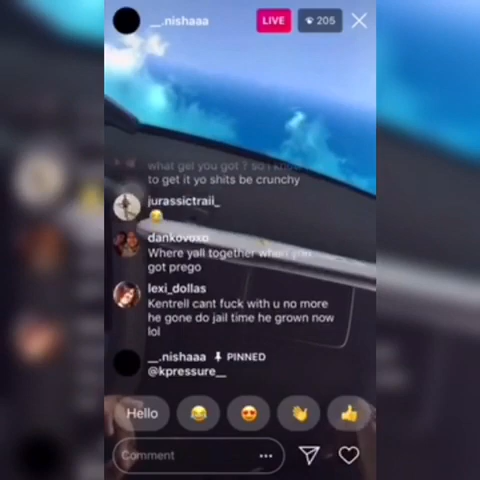 __.nishaaa
LIVE
205
what gel you got ? so i know
to get it yo shits be crunchy
jurassictraii_
dankovoxo
Where yall together when you
got prego
lexi_dollas
Kentrell cant fuck with u no more
he gone do jail time he grown now
lol
__.nishaaa PINNED
@kpressure__
Hello
Comment